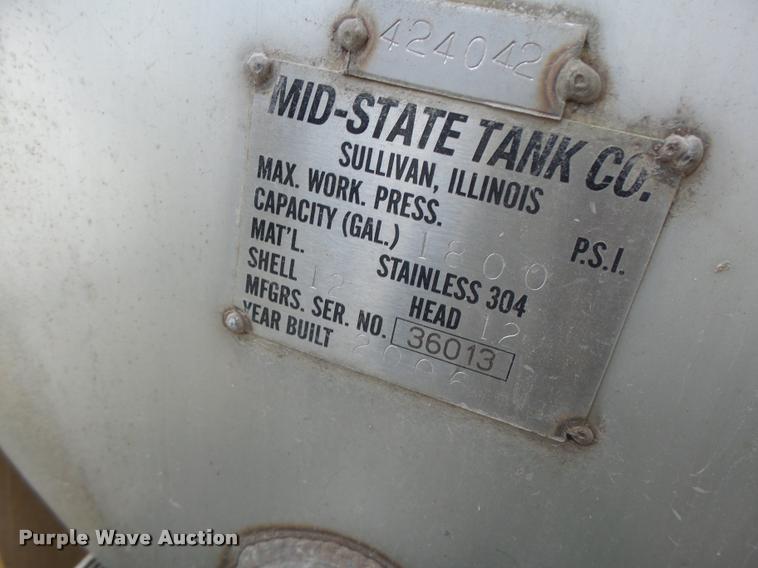 424042
MID-STATE TANK CO.
SULLIVAN, ILLINOIS
MAX. WORK. PRESS. P.S.I.
CAPACITY (GAL.) 1800
MAT'L. STAINLESS 304
SHELL 12 HEAD 12
MFGRS. SER. NO. 36013
YEAR BUILT 2006
Purple Wave Auction